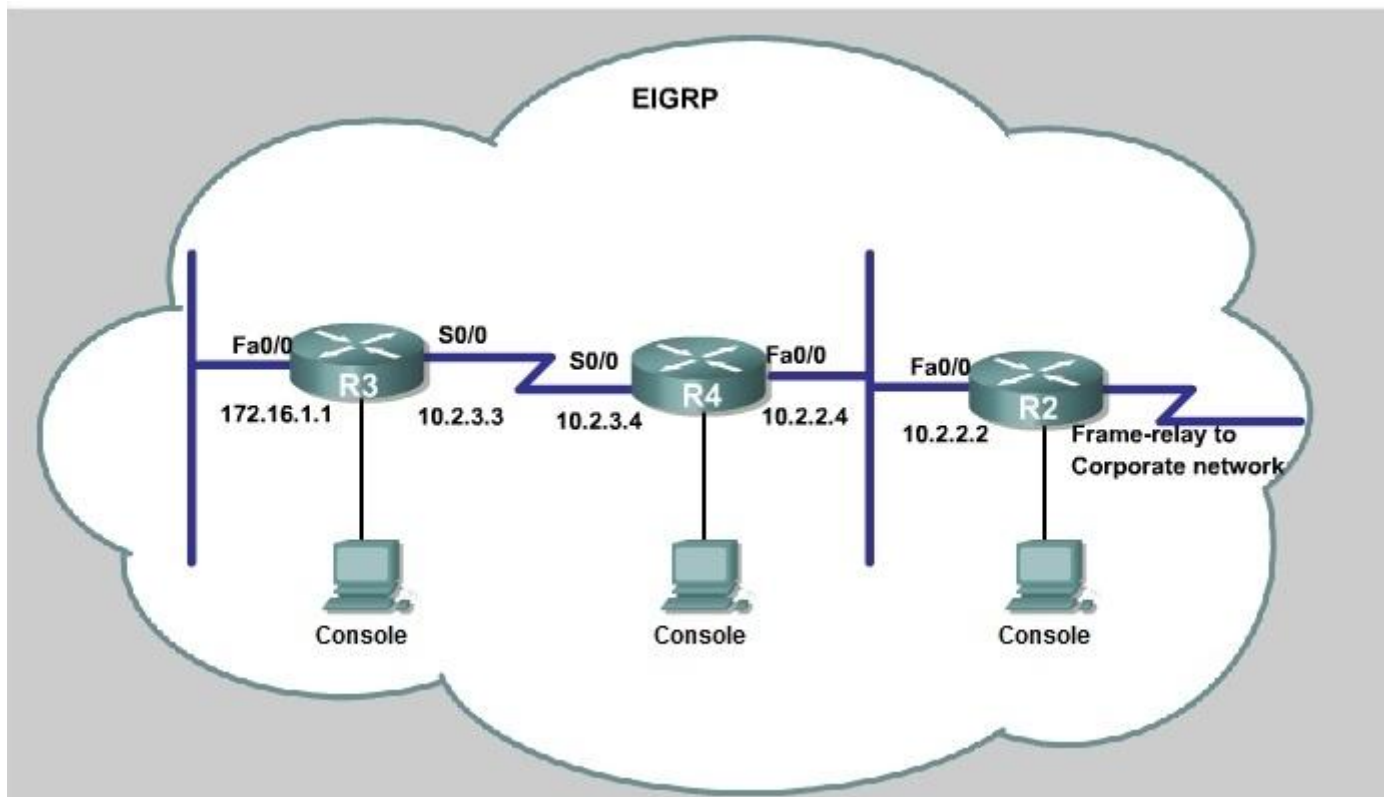 EIGRP
Fa0/0
S0/0
S0/0
Fa0/0
Fa0/0
R3
R4
R2
172.16.1.1
10.2.3.3
10.2.3.4
10.2.2.4
10.2.2.2
Frame-relay to
Corporate network
Console
Console
Console